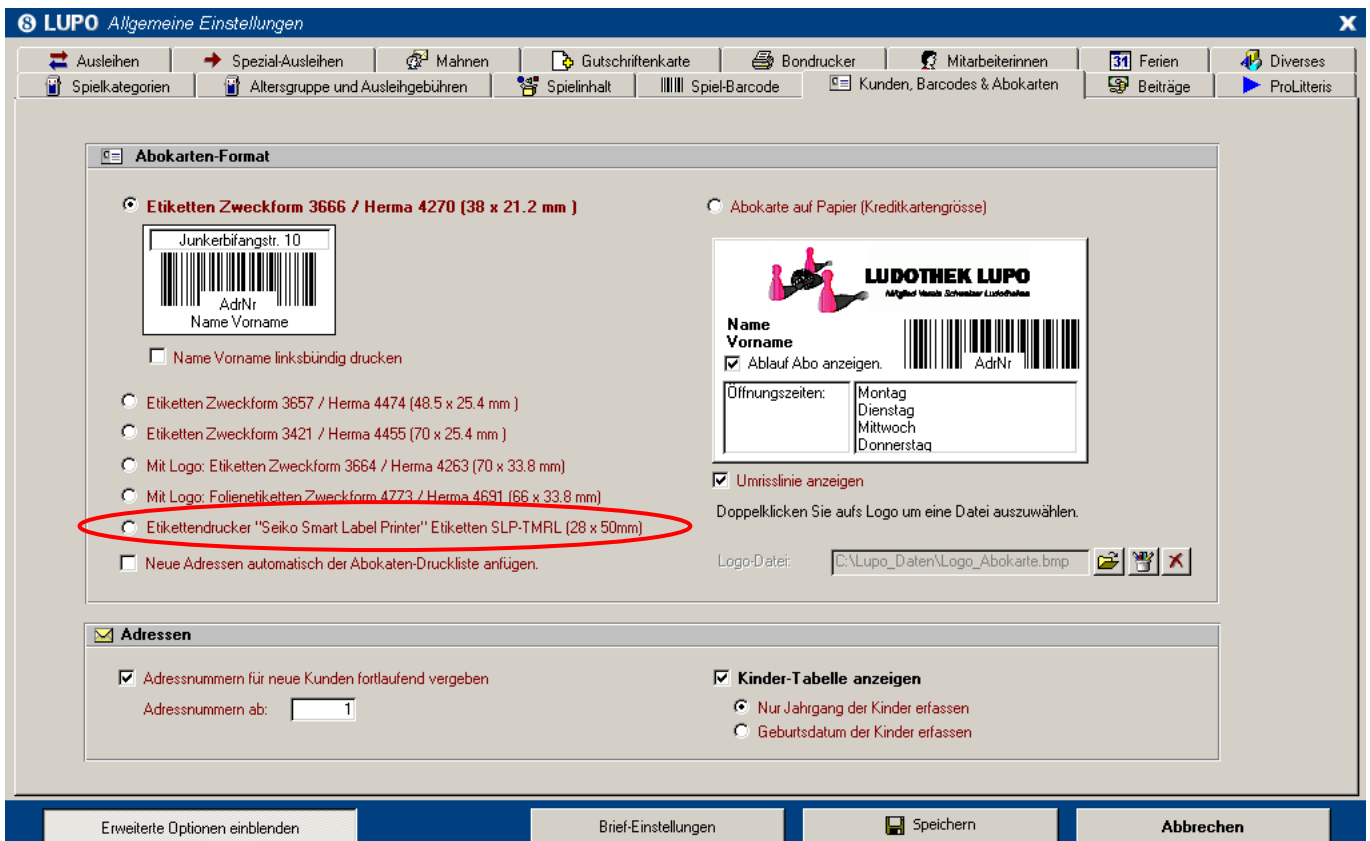 LUPO Allgemeine Einstellungen
Ausleihen Spezial-Ausleihen Mahnen Gutschriftenkarte Bondrucker Mitarbeiterinnen 31 Ferien Diverses
Spielkategorien Altersgruppe und Ausleihgebühren Spielinhalt Spiel-Barcode Kunden, Barcodes & Abokarten Beiträge ProLitteris
Abokarten-Format
Etiketten Zweckform 3666 / Herma 4270 (38 x 21.2 mm )
Junkerbifangstr. 10
AdrNr
Name Vorname
Name Vorname linksbündig drucken
Etiketten Zweckform 3657 / Herma 4474 (48.5 x 25.4 mm )
Etiketten Zweckform 3421 / Herma 4455 (70 x 25.4 mm )
Mit Logo: Etiketten Zweckform 3664 / Herma 4263 (70 x 33.8 mm)
Mit Logo: Folienetiketten Zweckform 4773 / Herma 4691 (66 x 33.8 mm)
Etikettendrucker "Seiko Smart Label Printer" Etiketten SLP-TMRL (28 x 50mm)
Neue Adressen automatisch der Abokaten-Druckliste anfügen.
Abokarte auf Papier (Kreditkartengrösse)
LUDOTHEK LUPO
Mitglied Verein Schweizer Ludotheken
Name
Vorname
Ablauf Abo anzeigen.
AdrNr
Öffnungszeiten:
Montag
Dienstag
Mittwoch
Donnerstag
Umrisslinie anzeigen
Doppelklicken Sie aufs Logo um eine Datei auszuwählen.
Logo-Datei: C:\Lupo_Daten\Logo_Abokarte.bmp
Adressen
Adressnummern für neue Kunden fortlaufend vergeben
Adressnummern ab: 1
Kinder-Tabelle anzeigen
Nur Jahrgang der Kinder erfassen
Geburtsdatum der Kinder erfassen
Erweiterte Optionen einblenden Brief-Einstellungen Speichern Abbrechen